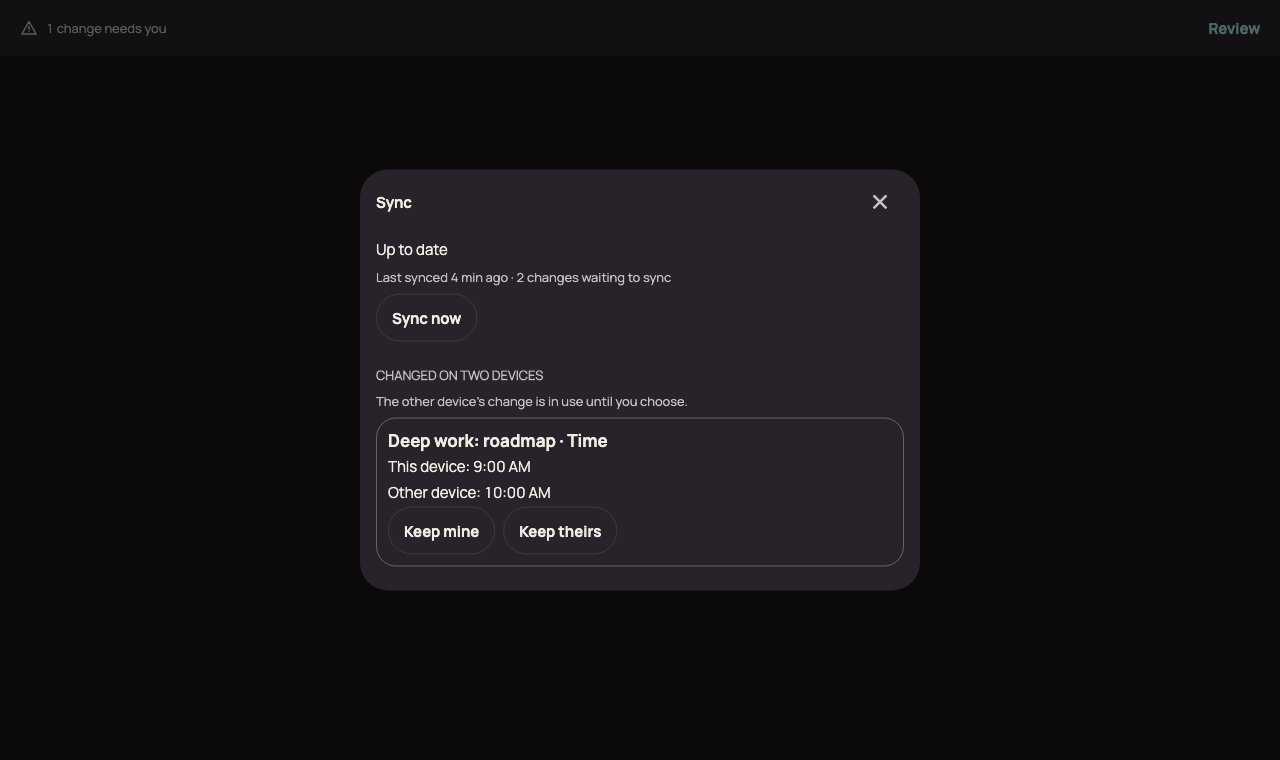 1 change needs you
Review
Sync
Up to date
Last synced 4 min ago · 2 changes waiting to sync
Sync now
CHANGED ON TWO DEVICES
The other device's change is in use until you choose.
Deep work: roadmap · Time
This device: 9:00 AM
Other device: 10:00 AM
Keep mine
Keep theirs